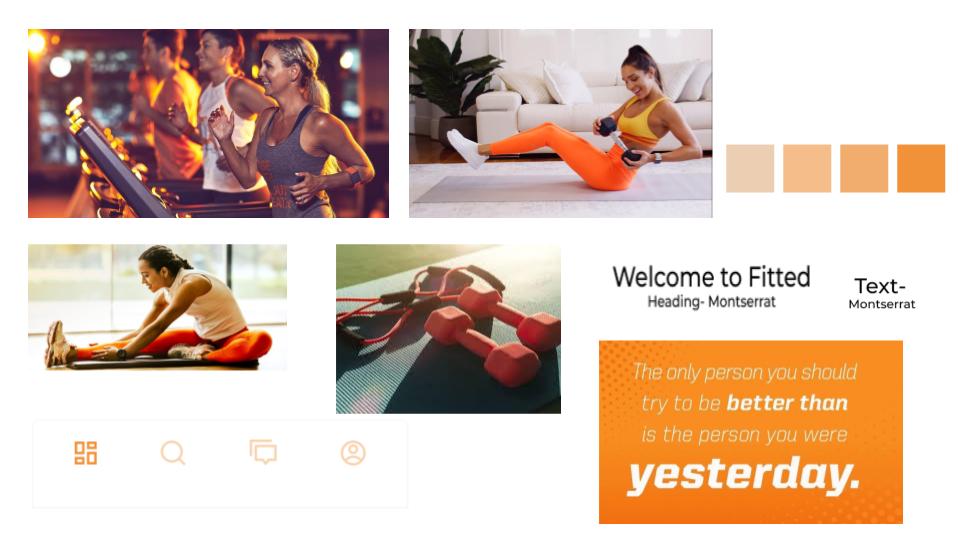 Welcome to Fitted
Heading- Montserrat
Text-
Montserrat
The only person you should
try to be better than
is the person you were
yesterday.